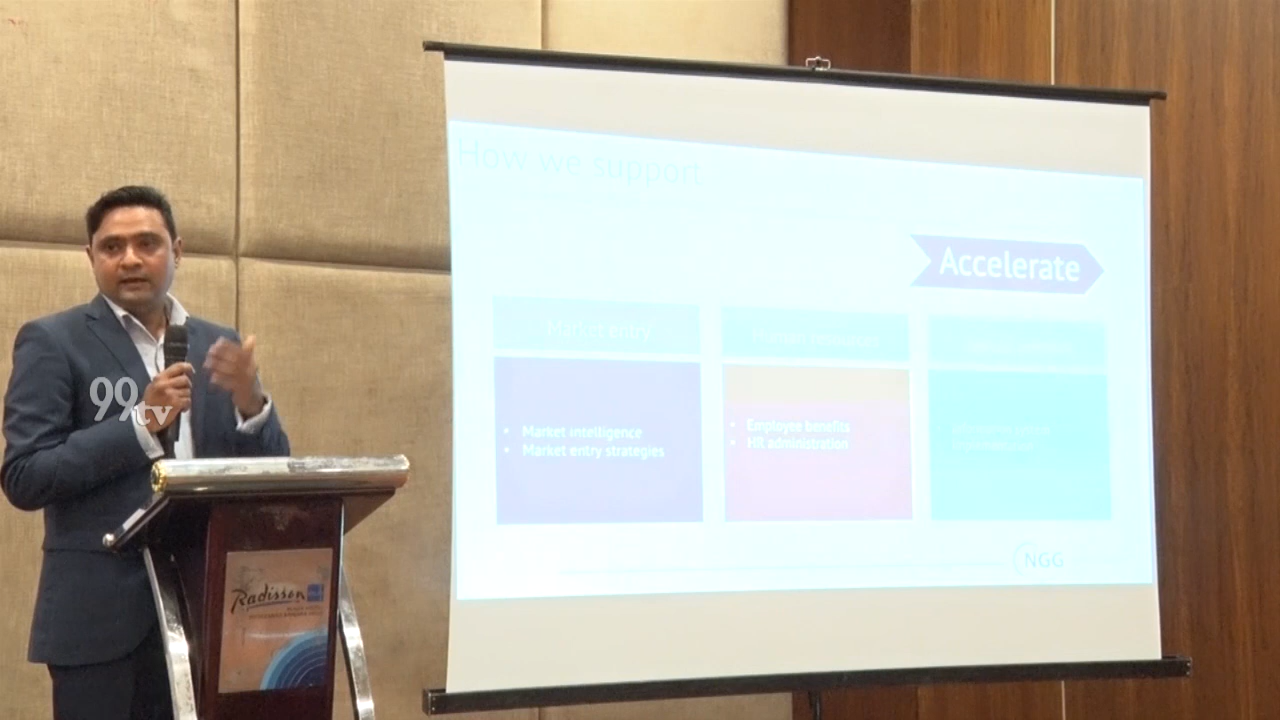 How we support
Accelerate
Market entry
Market intelligence
Market entry strategies
Employee benefits
HR administration
NGG
99tv
Radisson